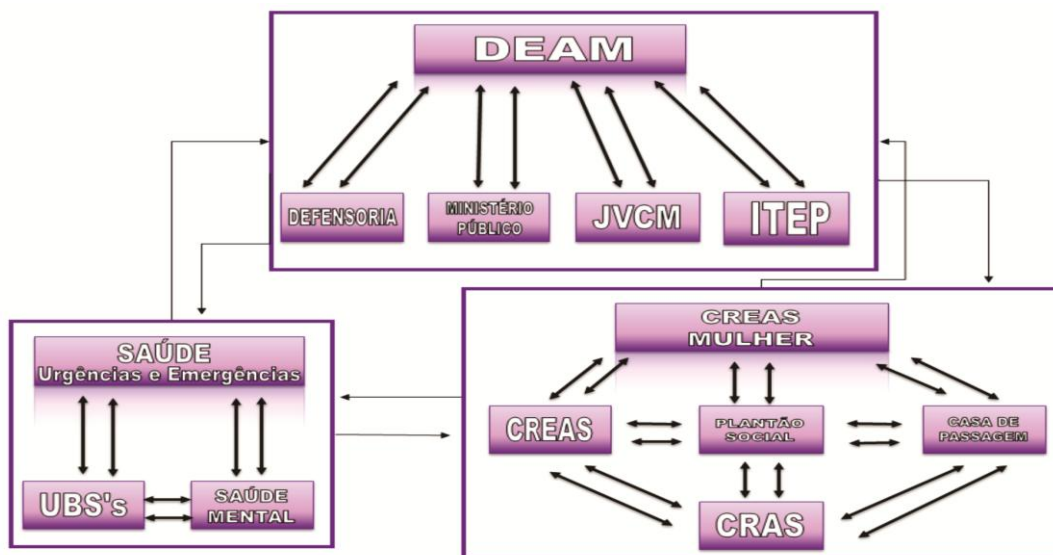 DEAM
DEFENSORIA
MINISTÉRIO
PÚBLICO
JVCM
ITEP
SAÚDE
Urgências e Emergências
UBS's
SAÚDE
MENTAL
CREAS
MULHER
CREAS
PLANTÃO
SOCIAL
CASA DE
PASSAGEM
CRAS